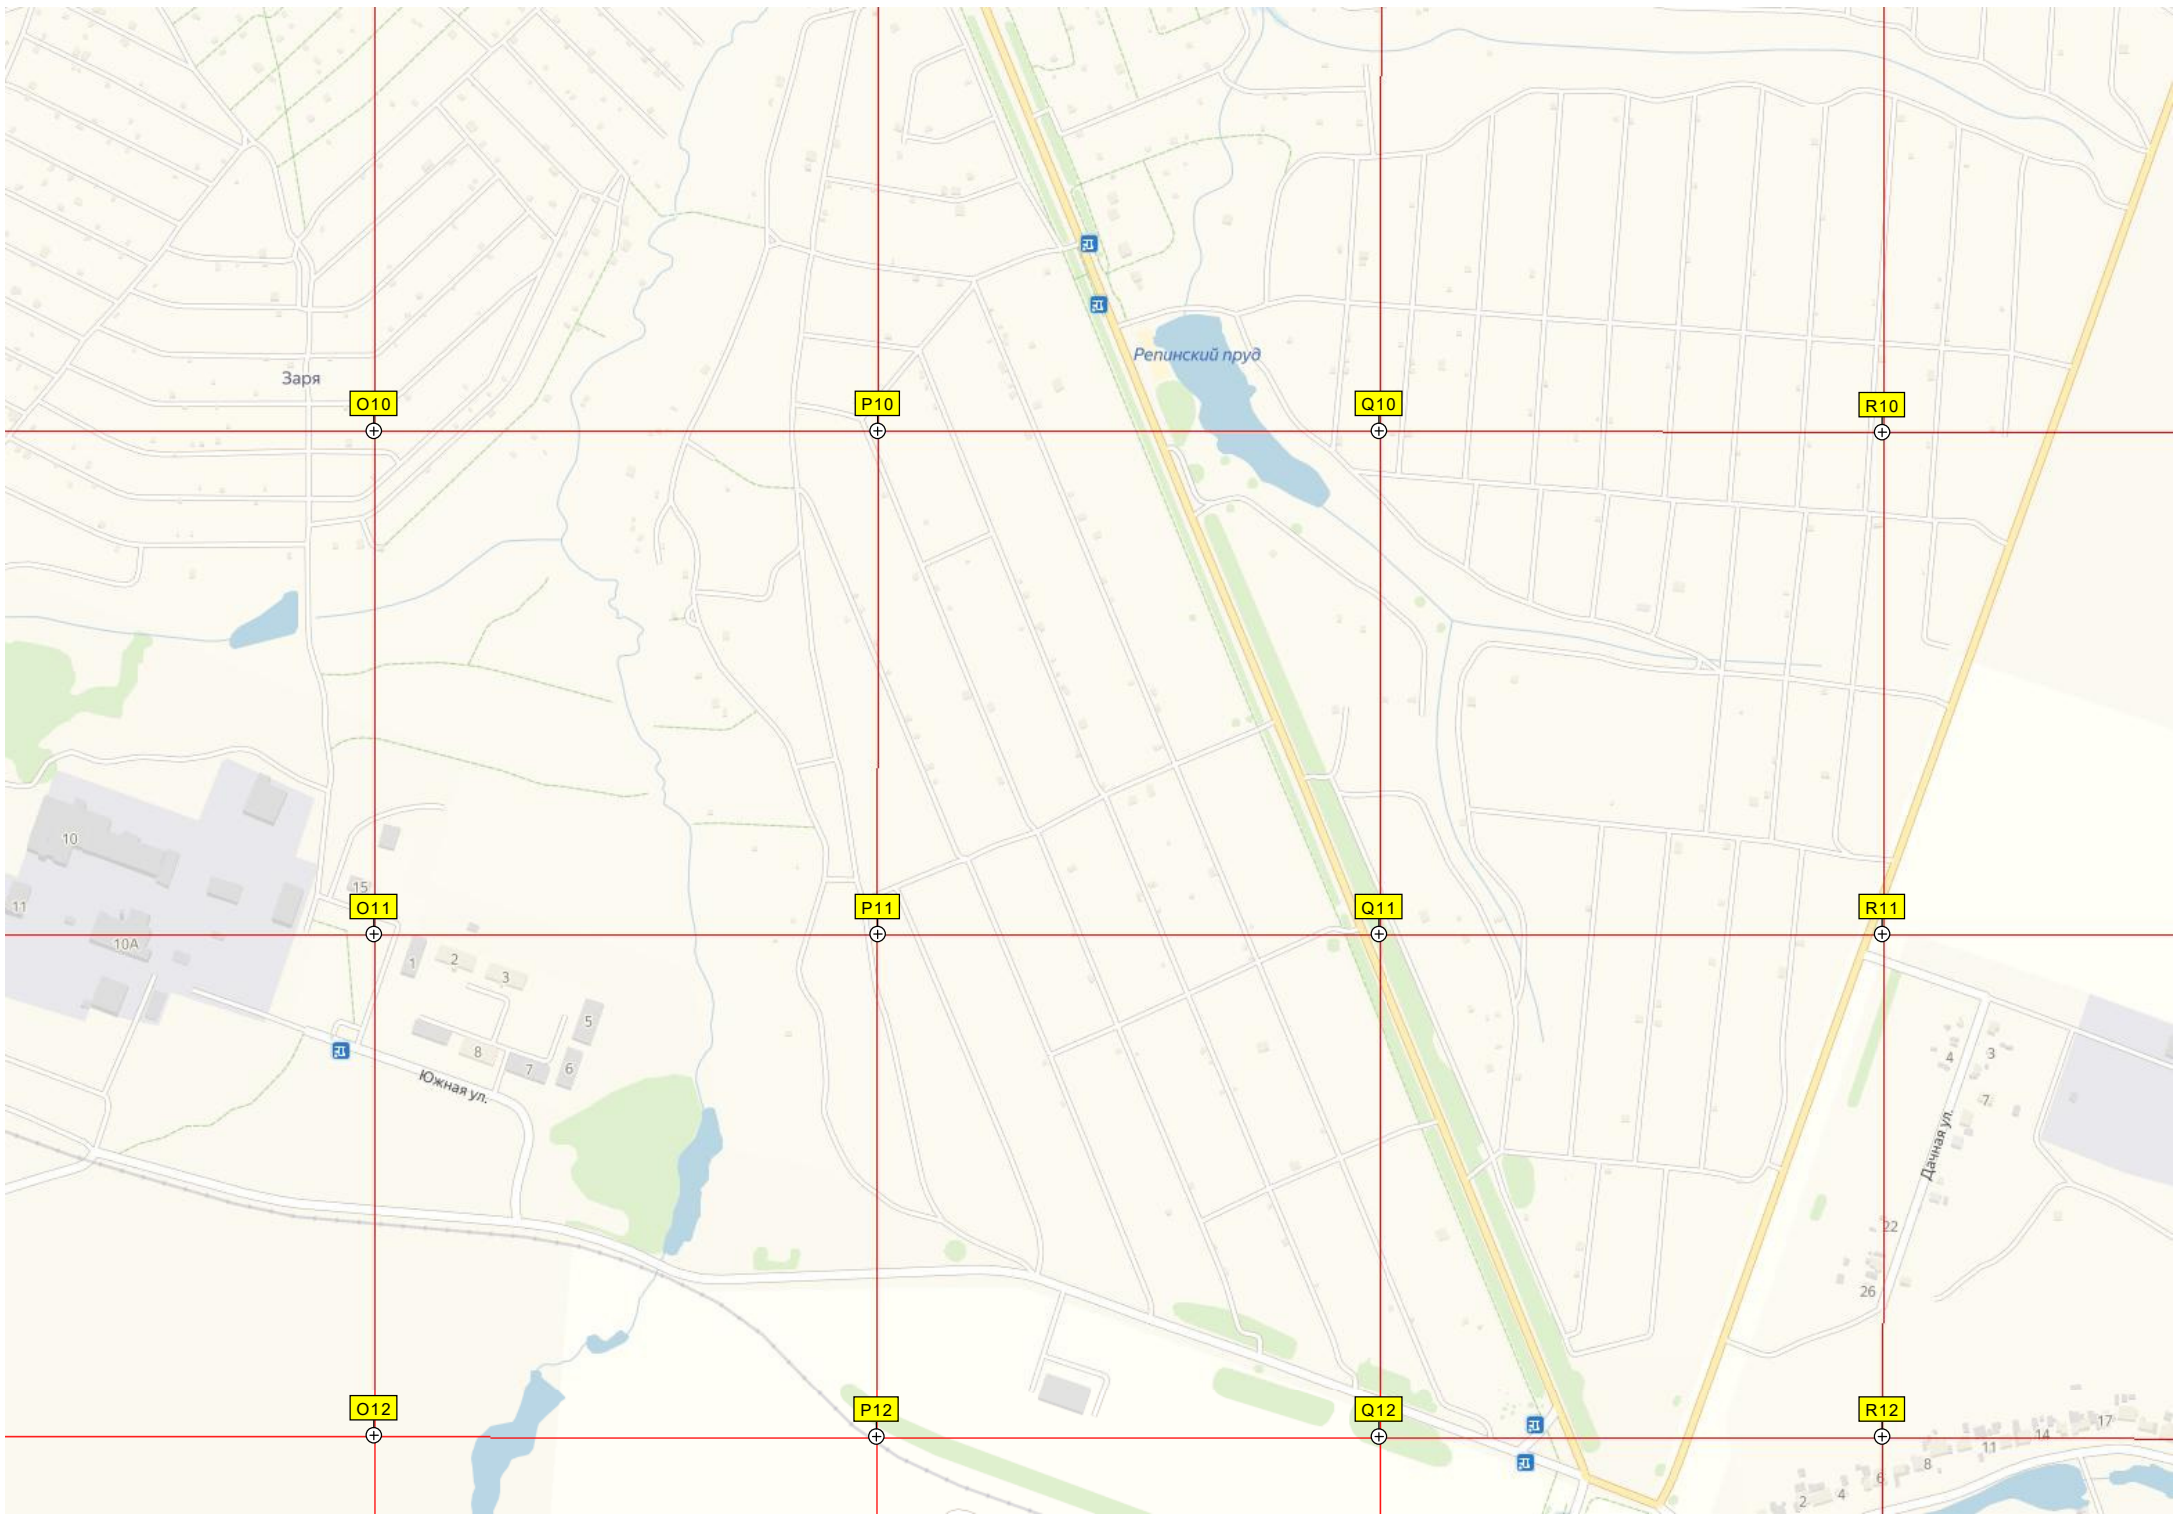 Репинский пруд
Заря
O10
P10
Q10
R10
10
15
11
O11
P11
Q11
R11
10А
1
2
3
5
8
7
6
Южная ул.
4
3
7
Дачная ул.
22
26
O12
P12
Q12
R12
17
14
11
8
6
4
2